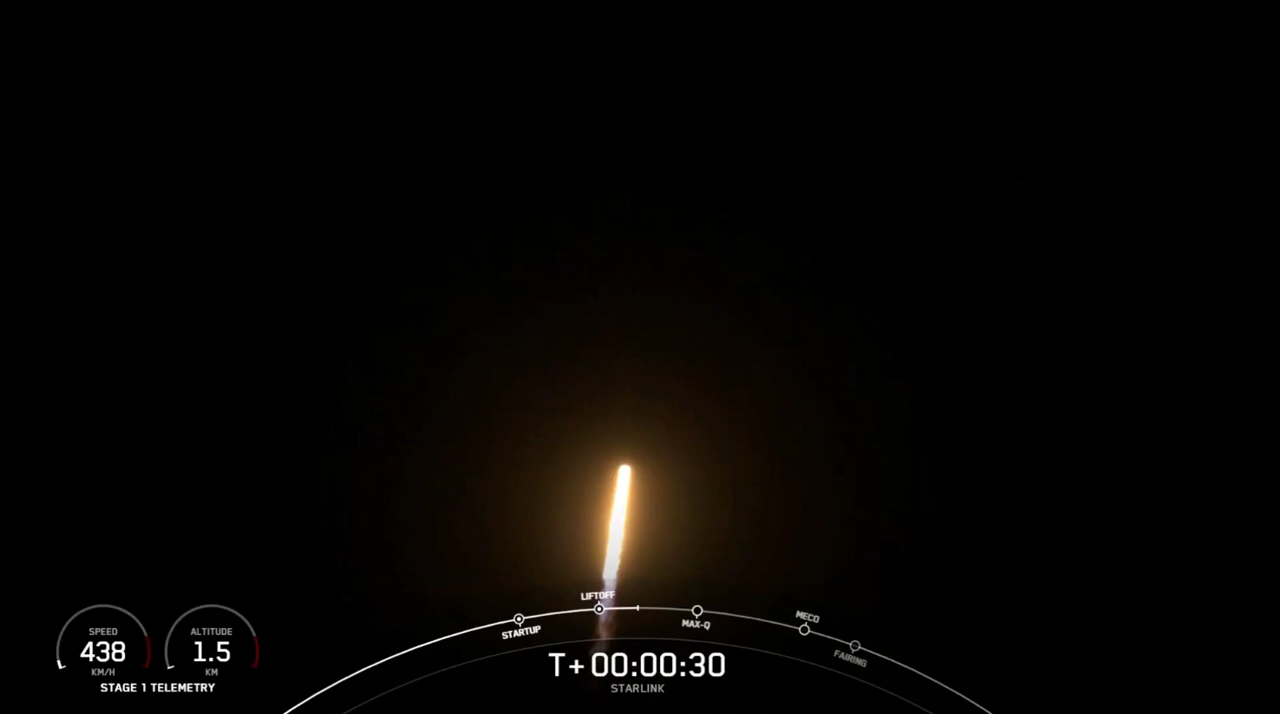 LIFTOFF
STARTUP
MAX-Q
MECO
FAIRING
SPEED
438
KM/H
ALTITUDE
1.5
KM
STAGE 1 TELEMETRY
T+00:00:30
STARLINK